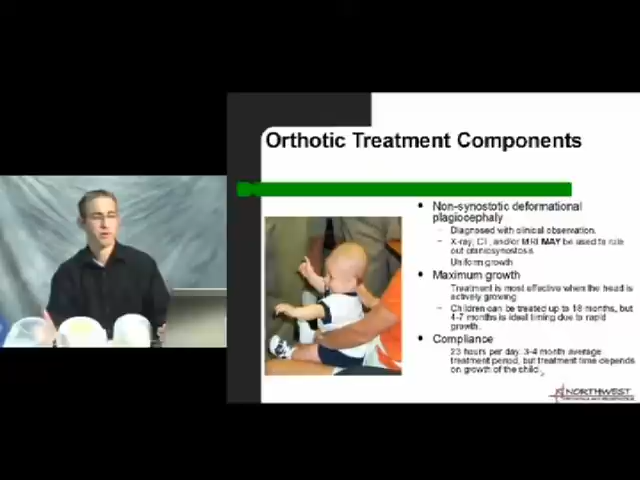 Orthotic Treatment Components
Non-synostotic deformational
plagiocephaly
Diagnosed with clinical observation.
X-ray, CT, and/or MRI MAY be used to rule
out craniosynostosis
Uniform growth
Maximum growth
Treatment is most effective when the head is
actively growing
Children can be treated up to 18 months, but
4-7 months is ideal timing due to rapid
growth.
Compliance
23 hours per day. 3-4 month average
treatment period, but treatment time depends
on growth of the child.
NORTHWEST